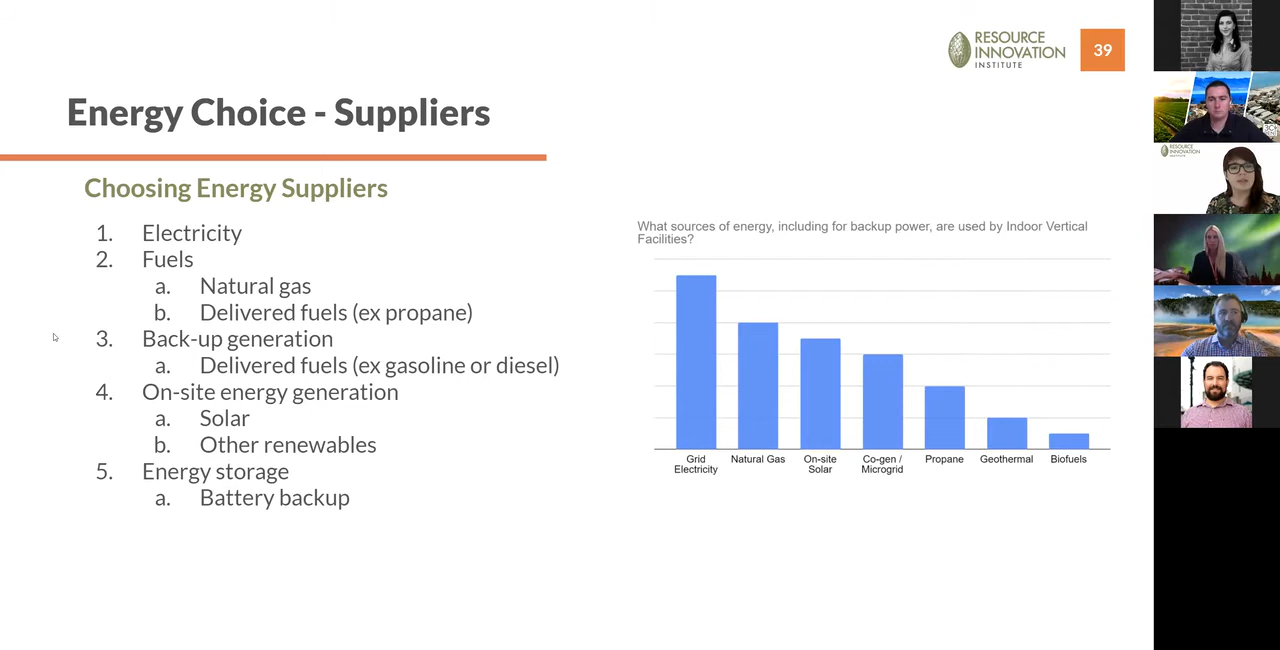 RESOURCE
INNOVATION
INSTITUTE
39
Energy Choice - Suppliers
Choosing Energy Suppliers
1. Electricity
2. Fuels
a. Natural gas
b. Delivered fuels (ex propane)
3. Back-up generation
a. Delivered fuels (ex gasoline or diesel)
4. On-site energy generation
a. Solar
b. Other renewables
5. Energy storage
a. Battery backup
What sources of energy, including for backup power, are used by Indoor Vertical
Facilities?
Grid
Electricity
Natural Gas
On-site
Solar
Co-gen /
Microgrid
Propane
Geothermal
Biofuels
RESOURCE
INNOVATION
INSTITUTE